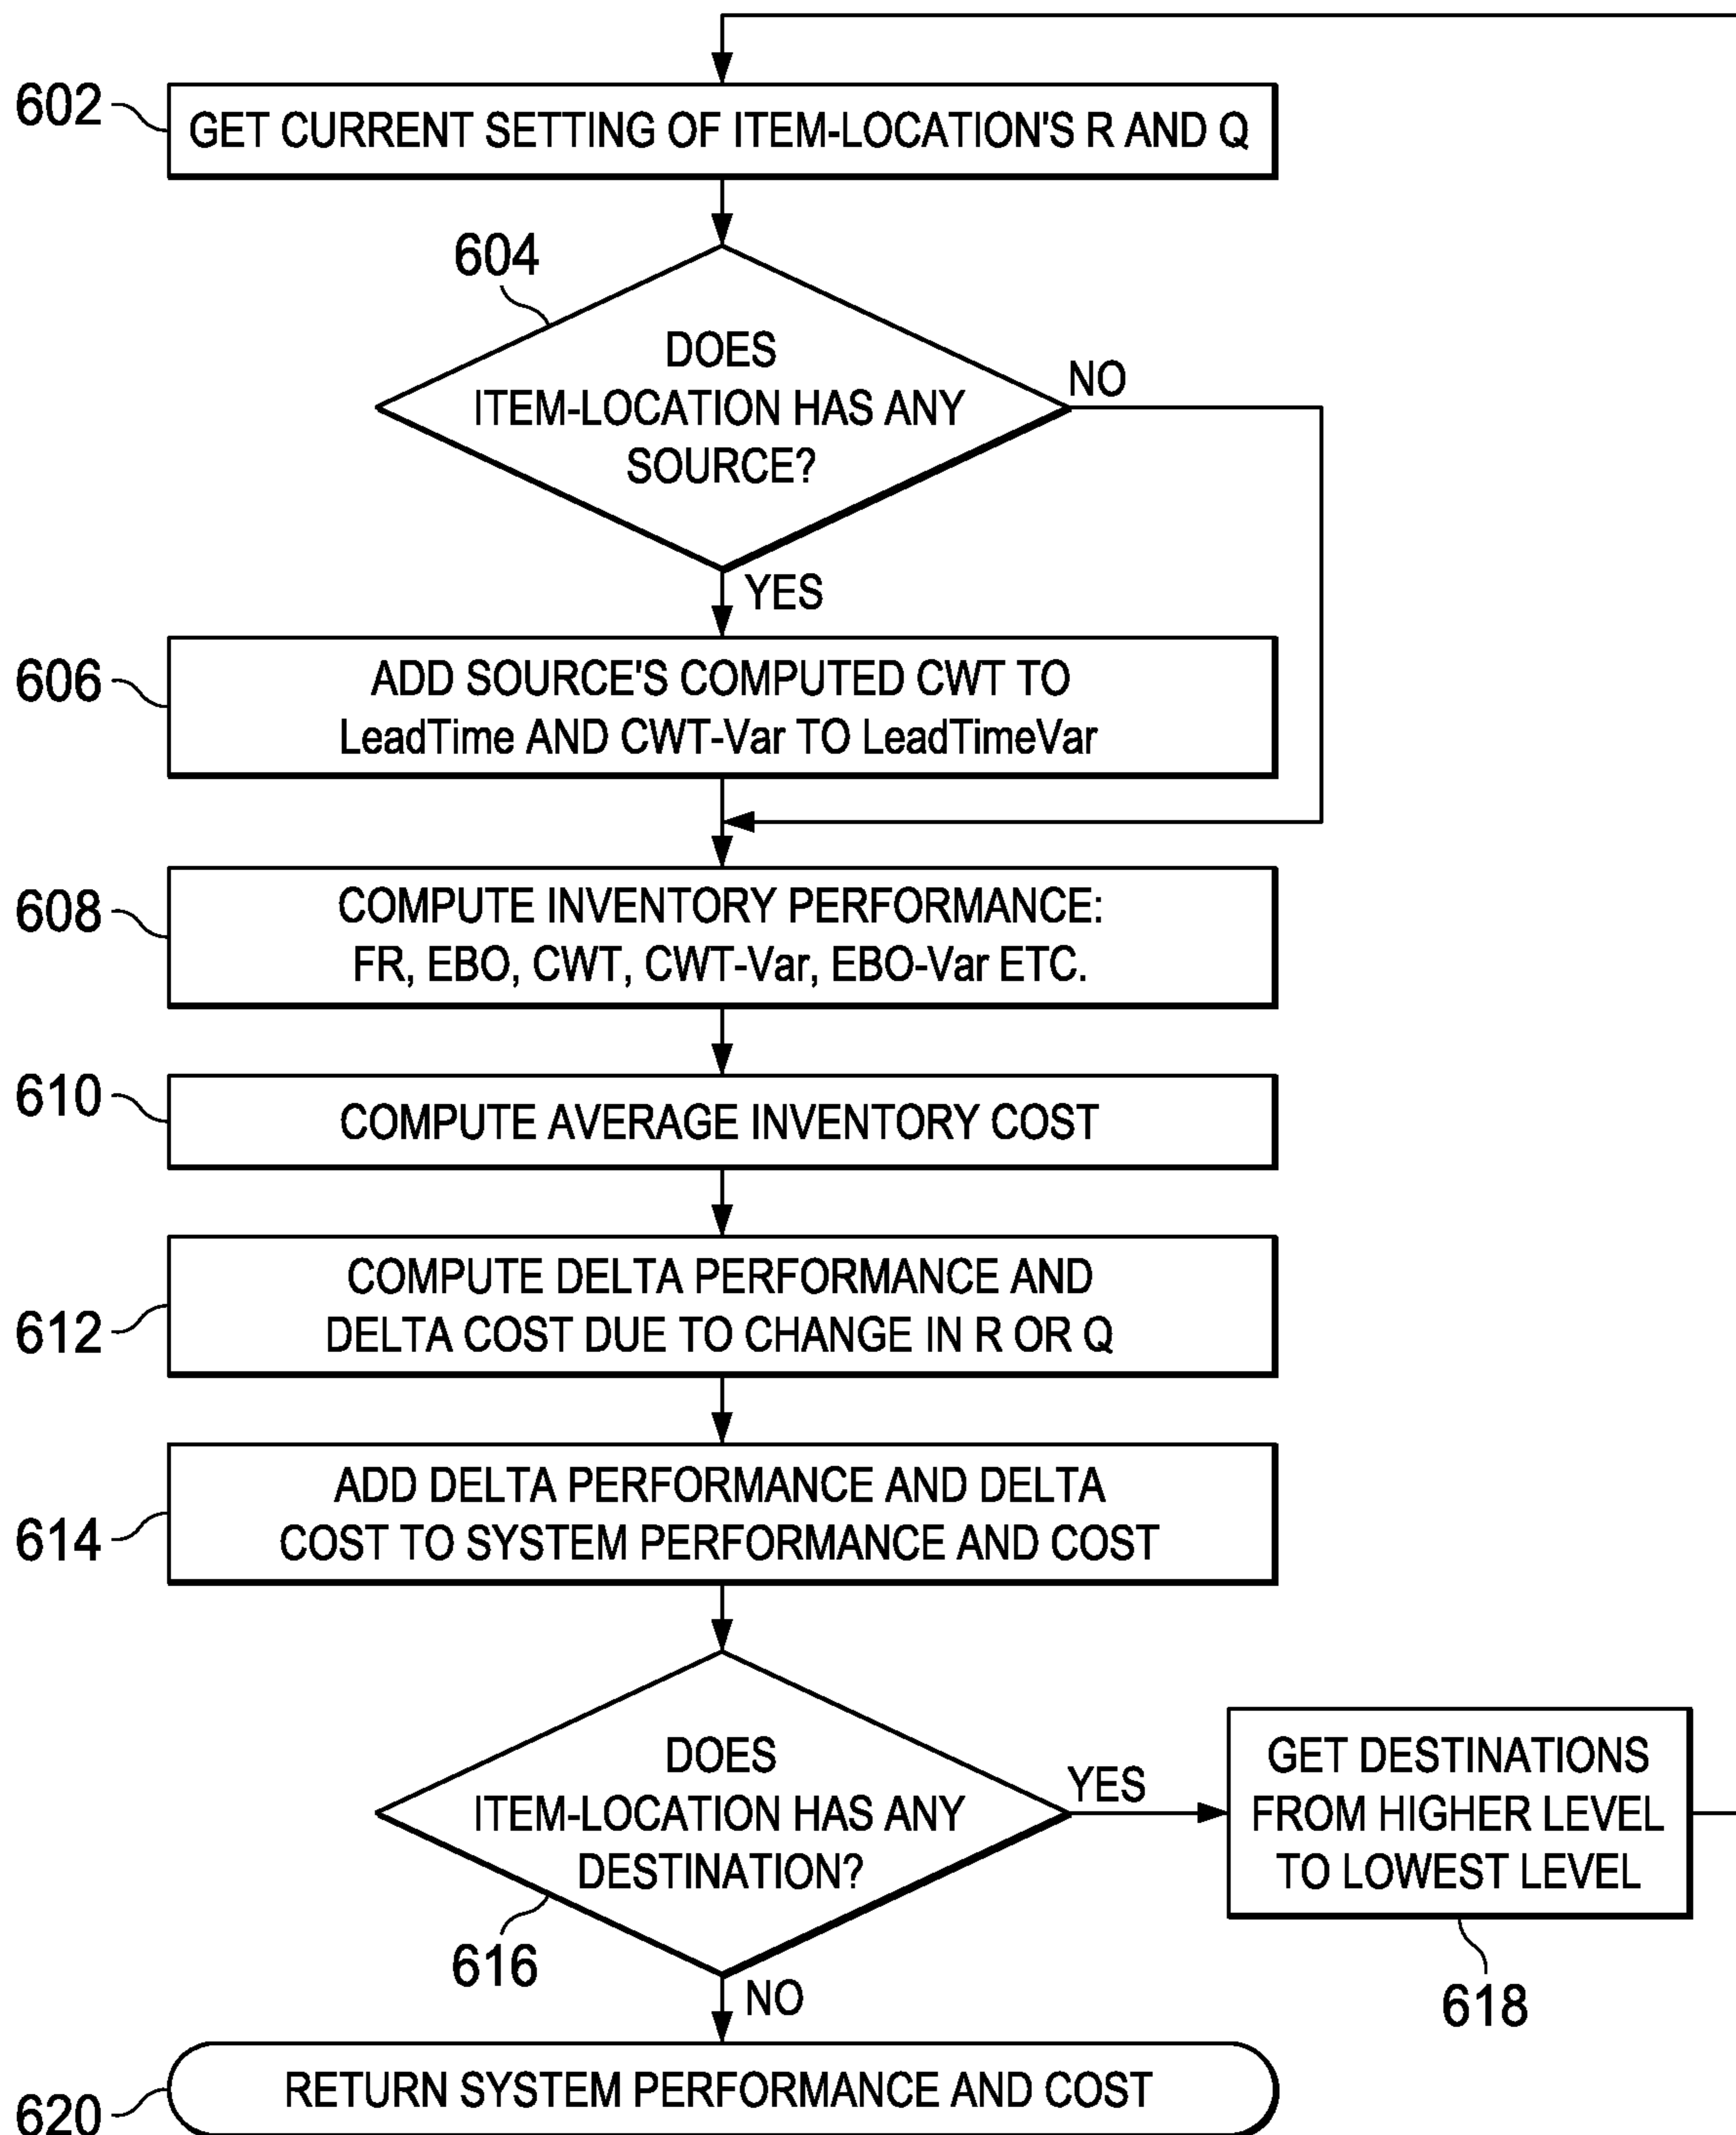 602
GET CURRENT SETTING OF ITEM-LOCATION'S R AND Q
604
DOES
ITEM-LOCATION HAS ANY
SOURCE?
NO
YES
606
ADD SOURCE'S COMPUTED CWT TO
LeadTime AND CWT-Var TO LeadTimeVar
608
COMPUTE INVENTORY PERFORMANCE:
FR, EBO, CWT, CWT-Var, EBO-Var ETC.
610
COMPUTE AVERAGE INVENTORY COST
612
COMPUTE DELTA PERFORMANCE AND
DELTA COST DUE TO CHANGE IN R OR Q
614
ADD DELTA PERFORMANCE AND DELTA
COST TO SYSTEM PERFORMANCE AND COST
DOES
ITEM-LOCATION HAS ANY
DESTINATION?
616
YES
GET DESTINATIONS
FROM HIGHER LEVEL
TO LOWEST LEVEL
618
NO
620
RETURN SYSTEM PERFORMANCE AND COST